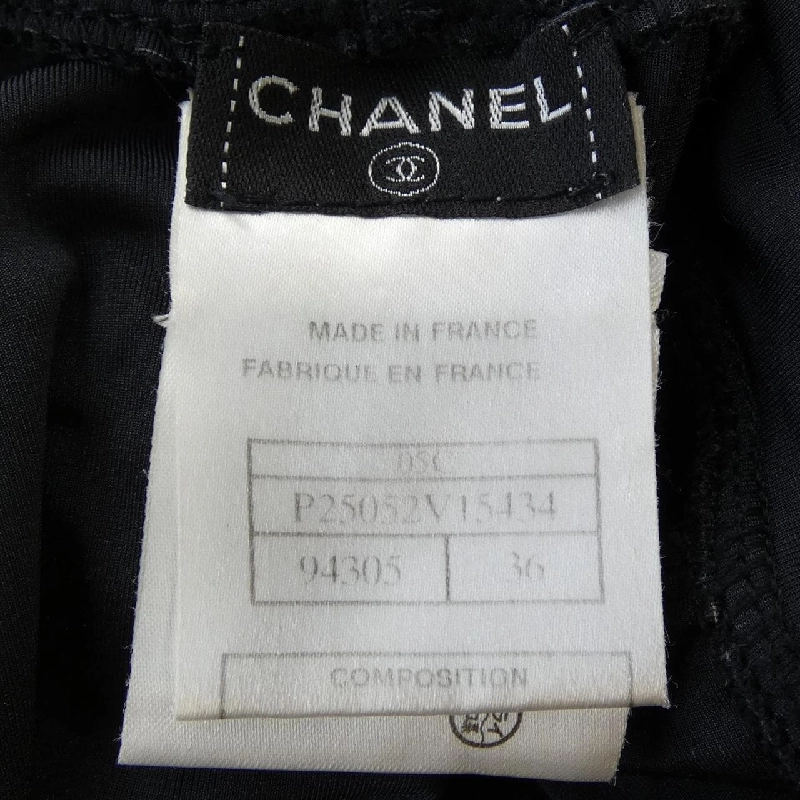 CHANEL
MADE IN FRANCE
FABRIQUE EN FRANCE
05C
P25052V15434
94305 36
COMPOSITION